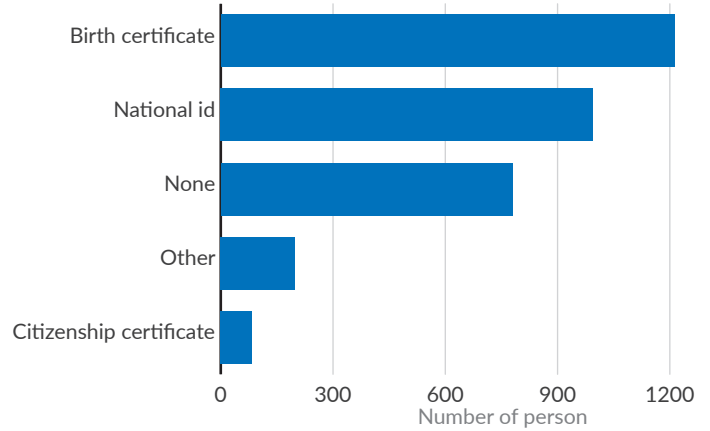 Birth certificate
National id
None
Other
Citizenship certificate
0 300 600 900 1200
Number of person